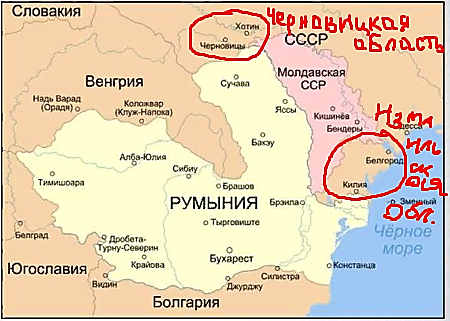 Словакия
Хотин
Черновицкая
область
Черновицы
СССР
Венгрия
Сучава
Молдавская
ССР
Надь Варад
(Орадя)
Коложвар
(Клуж-Напока)
Яссы
Кишинёв
Бендеры
Измаильская
обл.
Одесса
Бакэу
Белгород
Алба-Юлия
Сибиу
Тимишоара
Брашов
Килия
РУМЫНИЯ
Брэила
Зменный
Тырговиште
Чёрное
море
Белград
Дробета-
Турну-Северин
Бухарест
Крайова
Констанца
Югославия
Видин
Джурджу
Силистра
Болгария